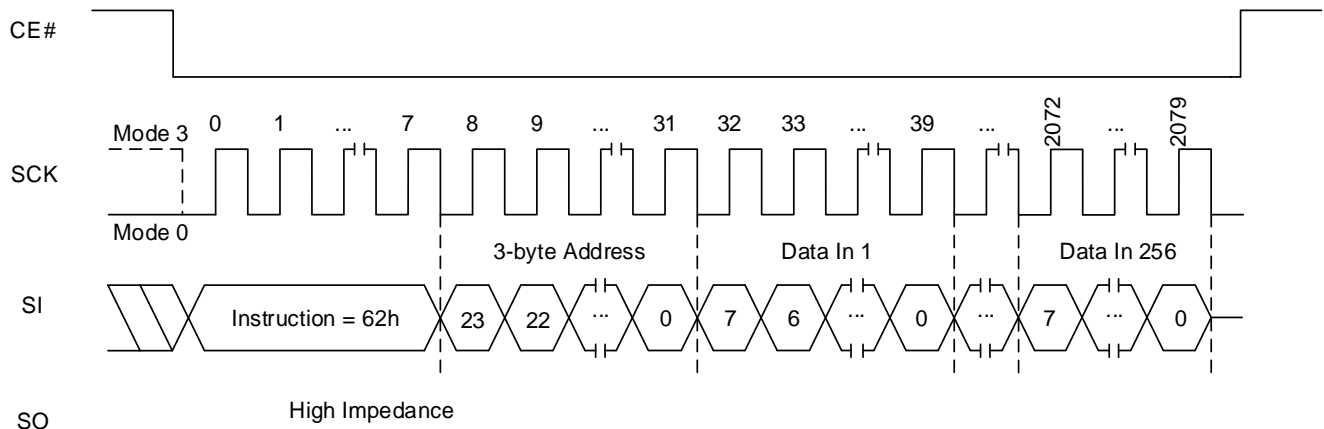 CE#
Mode 3 0 1 ... 7 8 9 ... 31 32 33 ... 39 ... 2072 ... 2079
SCK
Mode 0
3-byte Address Data In 1 Data In 256
SI Instruction = 62h 23 22 ... 0 7 6 ... 0 ... 7 ... 0
High Impedance
SO